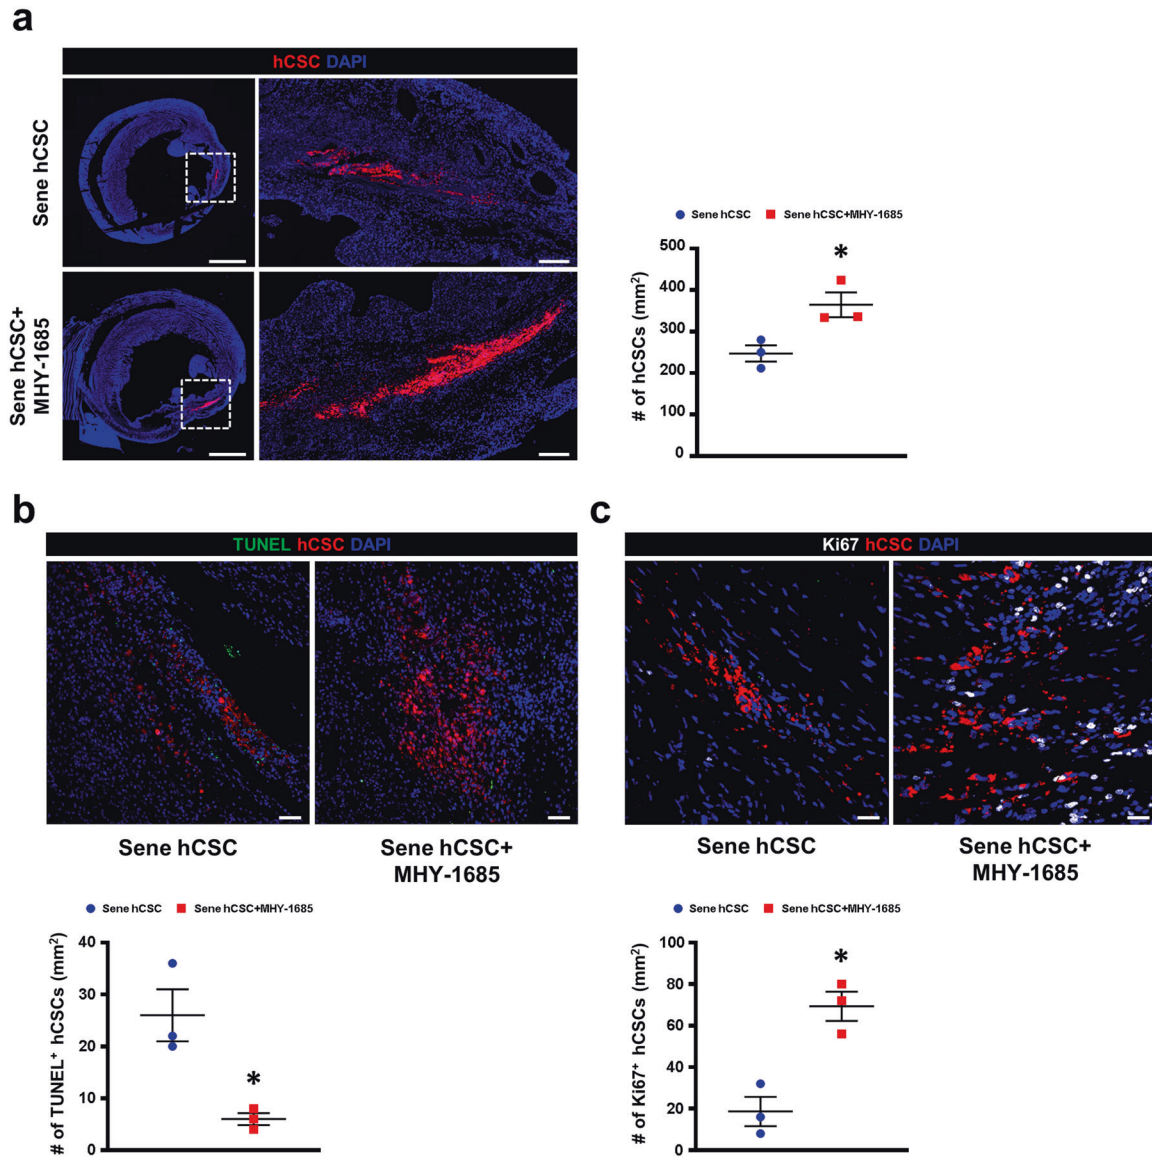 a
hCSC DAPI
Sene hCSC
Sene hCSC+
MHY-1685
Sene hCSC Sene hCSC+MHY-1685
# of hCSCs (mm²)
500
400
300
200
100
0
*
b
TUNEL hCSC DAPI
Sene hCSC
Sene hCSC+
MHY-1685
Sene hCSC Sene hCSC+MHY-1685
# of TUNEL⁺ hCSCs (mm²)
40
30
20
10
0
*
c
Ki67 hCSC DAPI
Sene hCSC
Sene hCSC+
MHY-1685
Sene hCSC Sene hCSC+MHY-1685
# of Ki67⁺ hCSCs (mm²)
100
80
60
40
20
0
*